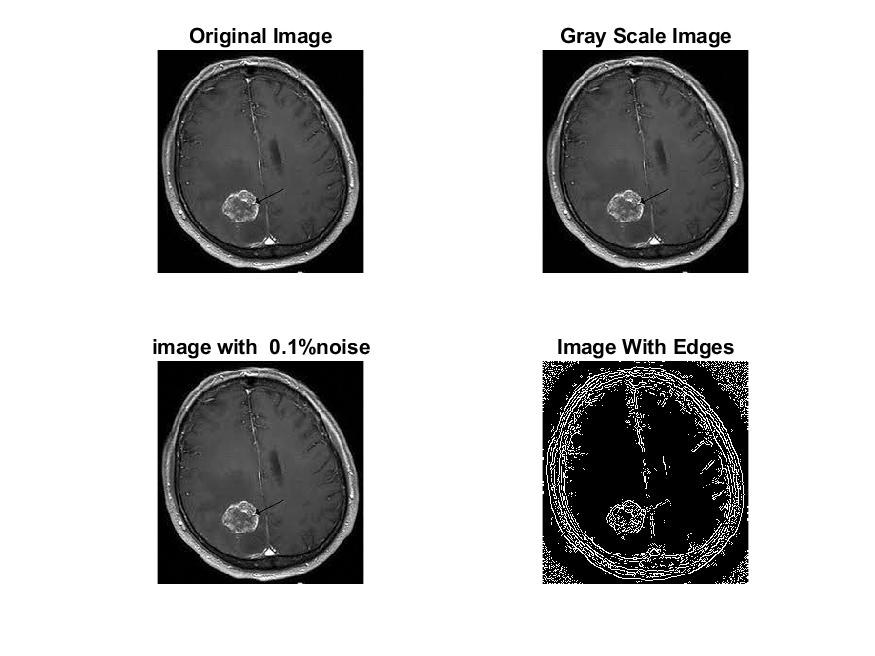 Original Image
Gray Scale Image
image with  0.1%noise
Image With Edges